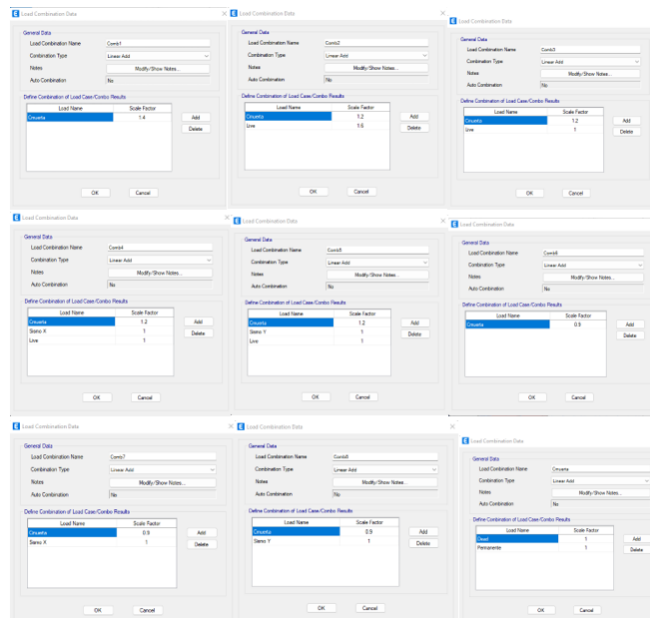 Load Combination Data
General Data
Load Combination Name Comb1
Combination Type Linear Add
Notes Modify/Show Notes...
Auto Combination No
Define Combination of Load Case/Combo Results
Load Name Scale Factor
Cmuerta 1.4
Add
Delete
OK Cancel
Load Combination Data
General Data
Load Combination Name Comb2
Combination Type Linear Add
Notes Modify/Show Notes...
Auto Combination No
Define Combination of Load Case/Combo Results
Load Name Scale Factor
Cmuerta 1.2 Add
Live 1.6 Delete
OK Cancel
Load Combination Data
General Data
Load Combination Name Comb3
Combination Type Linear Add
Notes Modify/Show Notes...
Auto Combination No
Define Combination of Load Case/Combo Results
Load Name Scale Factor
Cmuerta 1.2 Add
Live 1 Delete
OK Cancel
Load Combination Data
General Data
Load Combination Name Comb4
Combination Type Linear Add
Notes Modify/Show Notes...
Auto Combination No
Define Combination of Load Case/Combo Results
Load Name Scale Factor
Cmuerta 1.2 Add
Sismo X 1 Delete
Live 1
OK Cancel
Load Combination Data
General Data
Load Combination Name Comb5
Combination Type Linear Add
Notes Modify/Show Notes...
Auto Combination No
Define Combination of Load Case/Combo Results
Load Name Scale Factor
Cmuerta 1.2 Add
Sismo Y 1 Delete
Live 1
OK Cancel
Load Combination Data
General Data
Load Combination Name Comb6
Combination Type Linear Add
Notes Modify/Show Notes...
Auto Combination No
Define Combination of Load Case/Combo Results
Load Name Scale Factor
Cmuerta 0.9 Add
Delete
OK Cancel
Load Combination Data
General Data
Load Combination Name Comb7
Combination Type Linear Add
Notes Modify/Show Notes...
Auto Combination No
Define Combination of Load Case/Combo Results
Load Name Scale Factor
Cmuerta 0.9 Add
Sismo X 1 Delete
OK Cancel
Load Combination Data
General Data
Load Combination Name Comb8
Combination Type Linear Add
Notes Modify/Show Notes...
Auto Combination No
Define Combination of Load Case/Combo Results
Load Name Scale Factor
Cmuerta 0.9 Add
Sismo Y 1 Delete
OK Cancel
Load Combination Data
General Data
Load Combination Name Cmuerta
Combination Type Linear Add
Notes Modify/Show Notes...
Auto Combination No
Define Combination of Load Case/Combo Results
Load Name Scale Factor
Dead 1 Add
Permanente 1 Delete
OK Cancel